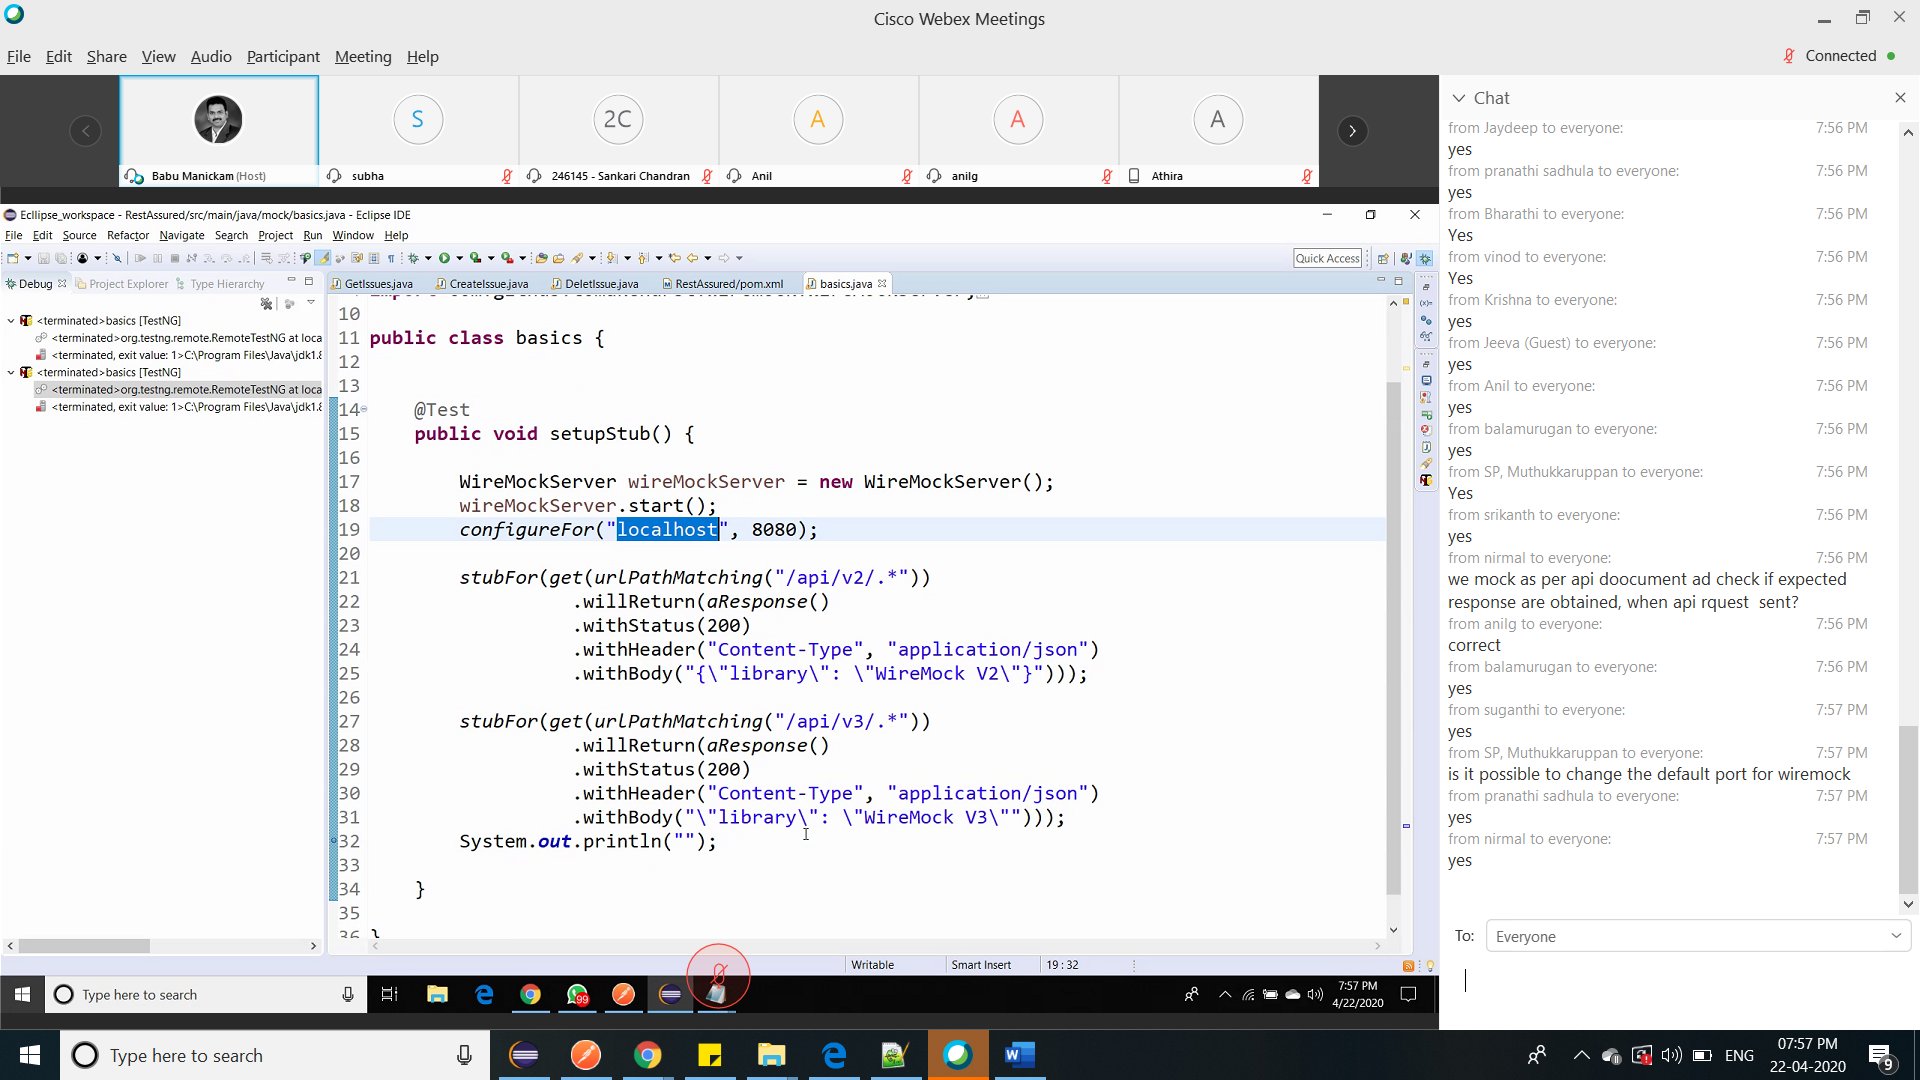 Cisco Webex Meetings
File Edit Share View Audio Participant Meeting Help
Connected
S
2C
A
A
A
Babu Manickam (Host)
subha
246145 - Sankari Chandran
Anil
anilg
Athira
Ecllipse_workspace - RestAssured/src/main/java/mock/basics.java - Eclipse IDE
File Edit Source Refactor Navigate Search Project Run Window Help
Quick Access
Debug Project Explorer Type Hierarchy
GetIssues.java CreateIssue.java DeleteIssue.java RestAssured/pom.xml basics.java
<terminated>basics [TestNG]
<terminated>org.testng.remote.RemoteTestNG at loca
<terminated, exit value: 1>C:\Program Files\Java\jdk1.8
<terminated>basics [TestNG]
<terminated>org.testng.remote.RemoteTestNG at loca
<terminated, exit value: 1>C:\Program Files\Java\jdk1.8
10
11 public class basics {
12
13
14 @Test
15 public void setupStub() {
16
17 WireMockServer wireMockServer = new WireMockServer();
18 wireMockServer.start();
19 configureFor("localhost", 8080);
20
21 stubFor(get(urlPathMatching("/api/v2/.*"))
22 .willReturn(aResponse()
23 .withStatus(200)
24 .withHeader("Content-Type", "application/json")
25 .withBody("{\"library\": \"WireMock V2\"}")));
26
27 stubFor(get(urlPathMatching("/api/v3/.*"))
28 .willReturn(aResponse()
29 .withStatus(200)
30 .withHeader("Content-Type", "application/json")
31 .withBody("\"library\": \"WireMock V3\"")));
32 System.out.println("");
33
34 }
35
36 }
Writable
Smart Insert
19 : 32
Type here to search
99
7:57 PM
4/22/2020
Chat
from Jaydeep to everyone: 7:56 PM
yes
from pranathi sadhula to everyone: 7:56 PM
yes
from Bharathi to everyone: 7:56 PM
Yes
from vinod to everyone: 7:56 PM
Yes
from Krishna to everyone: 7:56 PM
yes
from Jeeva (Guest) to everyone: 7:56 PM
yes
from Anil to everyone: 7:56 PM
yes
from balamurugan to everyone: 7:56 PM
yes
from SP, Muthukkaruppan to everyone: 7:56 PM
Yes
from srikanth to everyone: 7:56 PM
yes
from nirmal to everyone: 7:56 PM
we mock as per api doocument ad check if expected
response are obtained, when api rquest sent?
from anilg to everyone: 7:56 PM
correct
from balamurugan to everyone: 7:56 PM
yes
from suganthi to everyone: 7:57 PM
yes
from SP, Muthukkaruppan to everyone: 7:57 PM
is it possible to change the default port for wiremock
from pranathi sadhula to everyone: 7:57 PM
yes
from nirmal to everyone: 7:57 PM
yes
To: Everyone
Type here to search
ENG
07:57 PM
22-04-2020
9